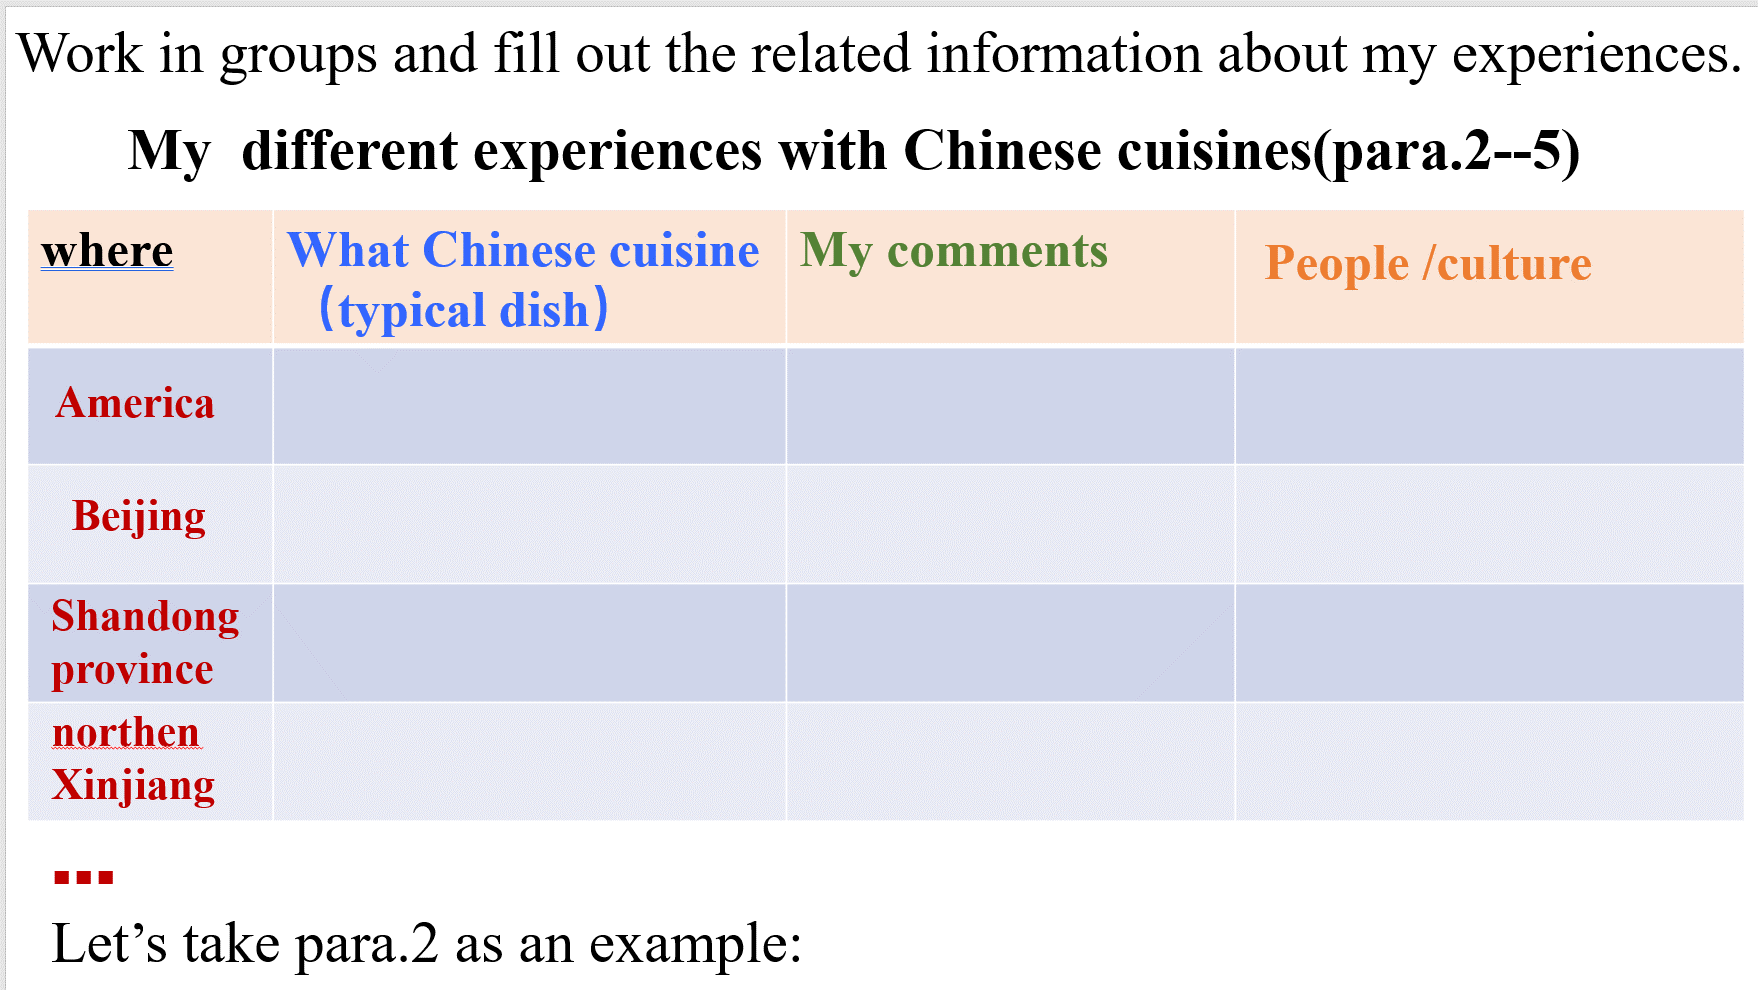 Work in groups and fill out the related information about my experiences.
My different experiences with Chinese cuisines(para.2--5)
where
What Chinese cuisine
（typical dish）
My comments
People /culture
America
Beijing
Shandong
province
northen
Xinjiang
...
Let’s take para.2 as an example: